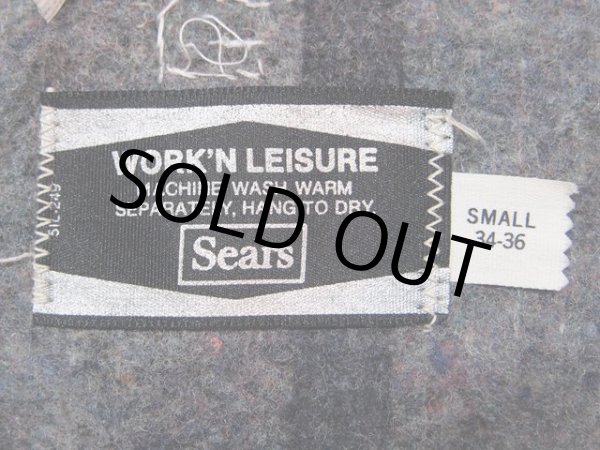 WORK'N LEISURE
MACHINE WASH WARM
SEPARATELY, HANG TO DRY
Sears
SMALL
34-36
SOLD OUT